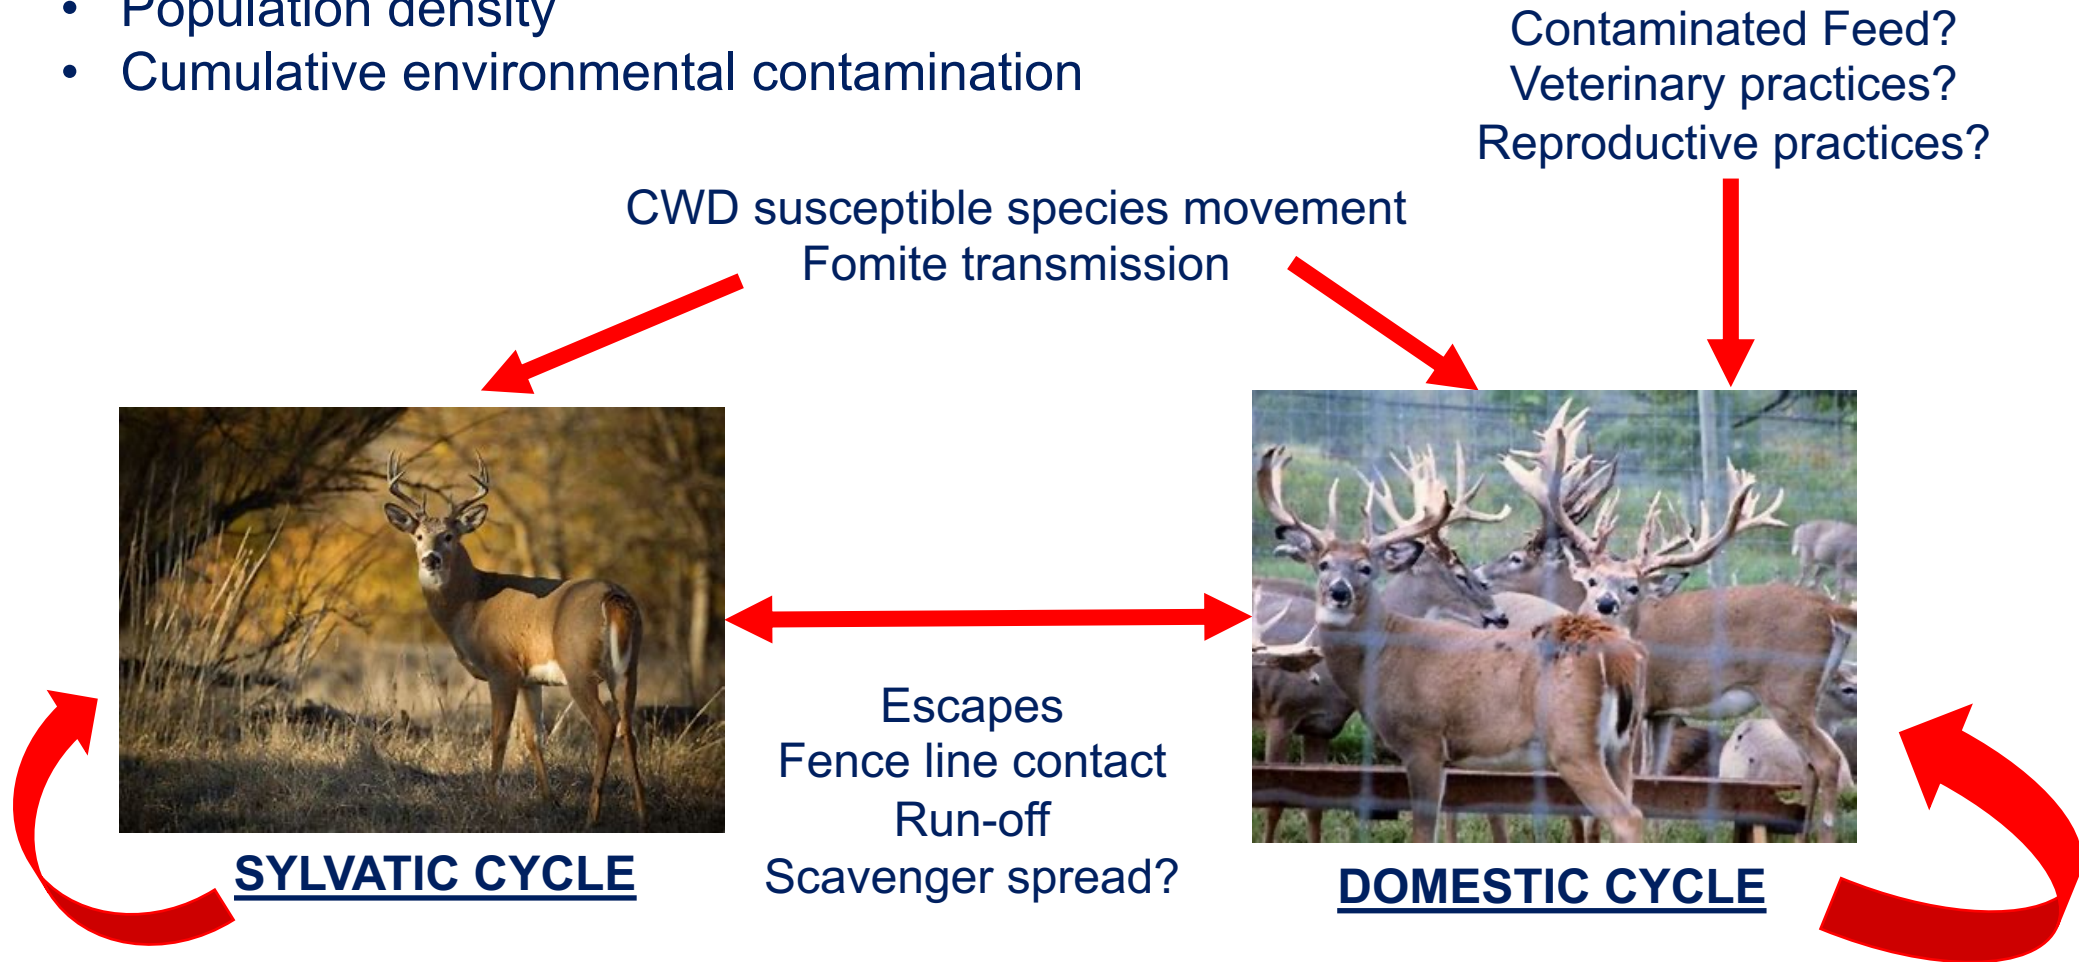 • Population density
• Cumulative environmental contamination
Contaminated Feed?
Veterinary practices?
Reproductive practices?
CWD susceptible species movement
Fomite transmission
Escapes
Fence line contact
Run-off
Scavenger spread?
SYLVATIC CYCLE
DOMESTIC CYCLE